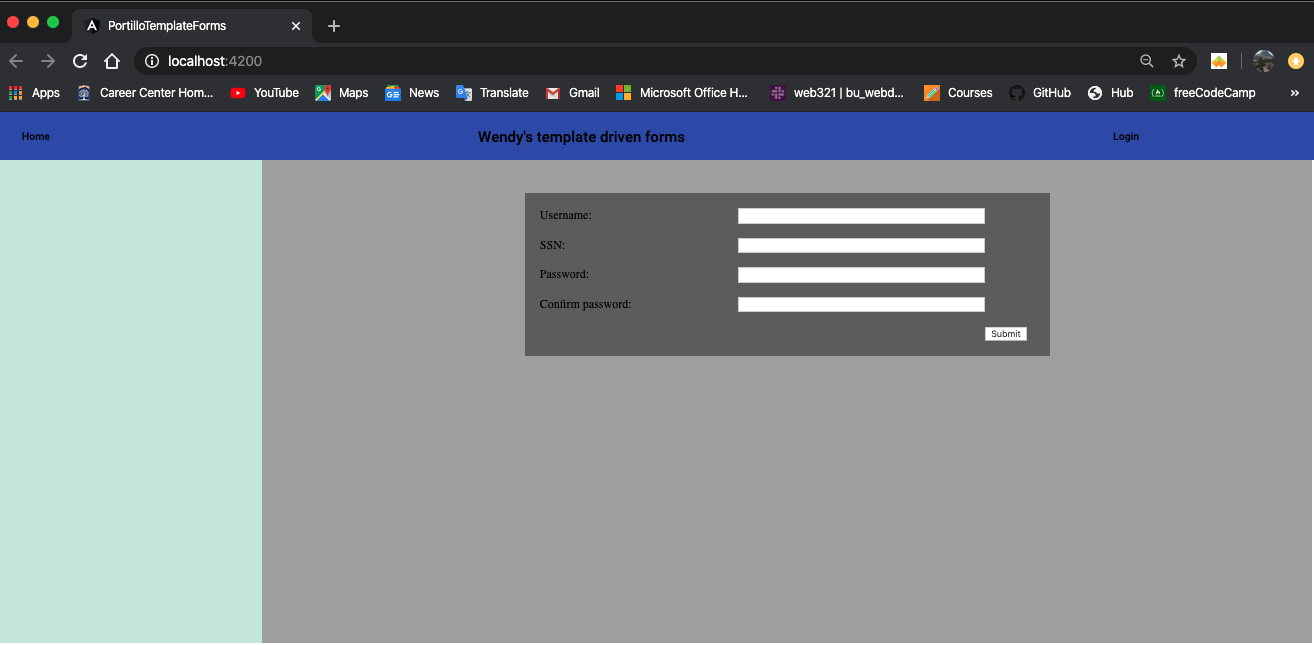 PortilloTemplateForms
localhost:4200
Apps Career Center Hom... YouTube Maps News Translate Gmail Microsoft Office H... web321 | bu_webd... Courses GitHub Hub freeCodeCamp »
Home Wendy's template driven forms Login
Username:
SSN:
Password:
Confirm password:
Submit